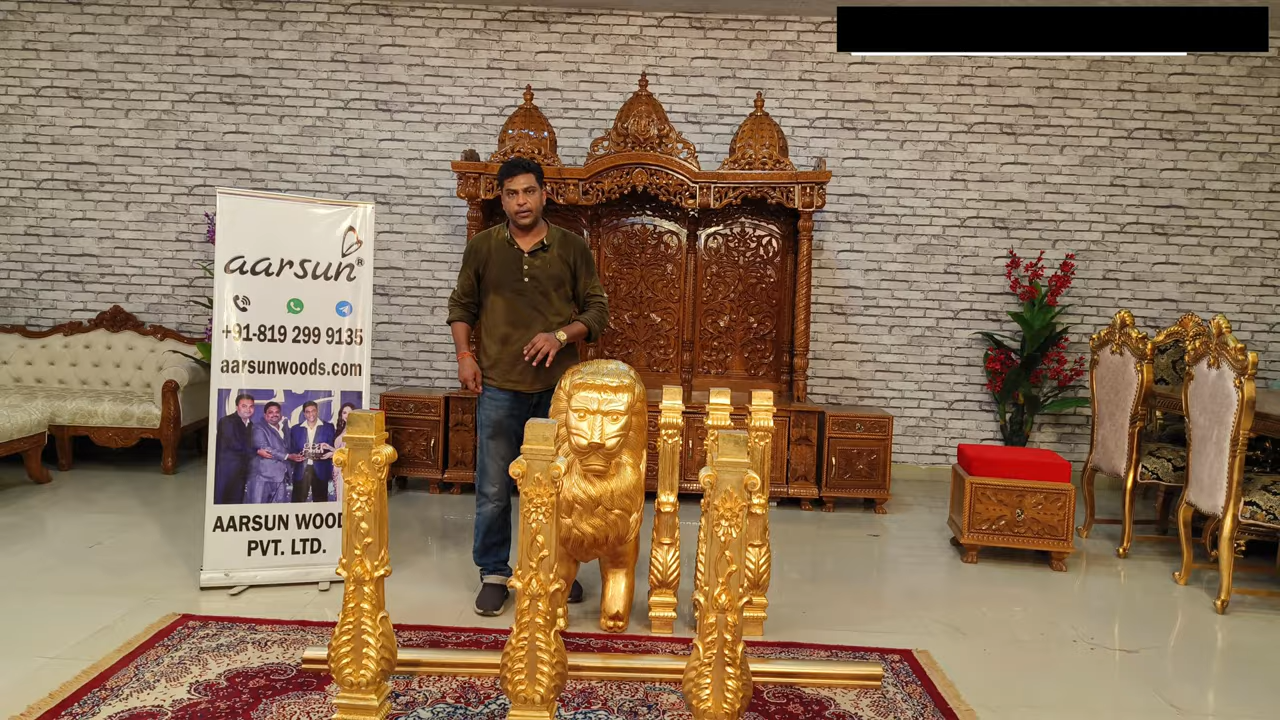 aarsun®
+91-819 299 9135
aarsunwoods.com
AARSUN WOOD
PVT. LTD.